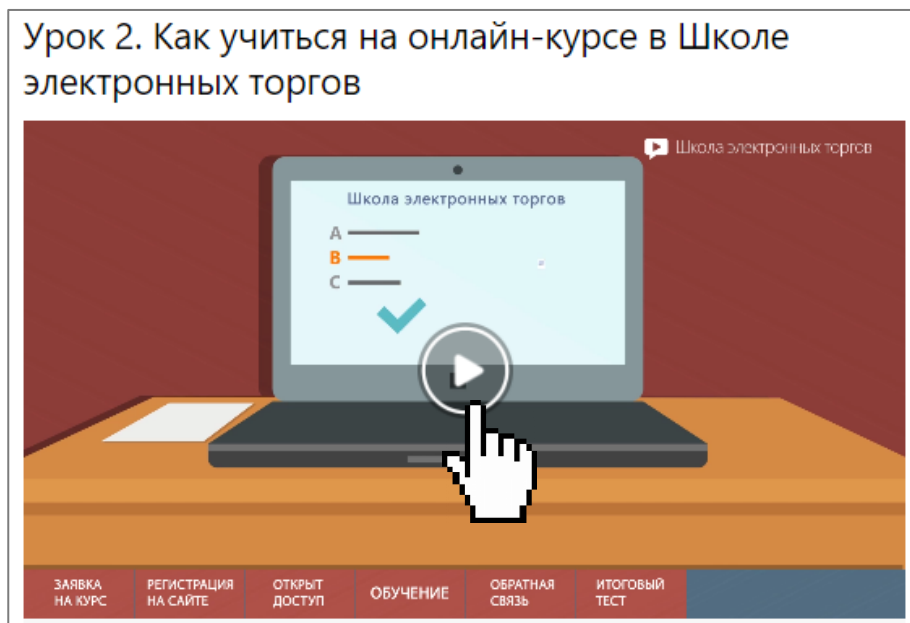 Урок 2. Как учиться на онлайн-курсе в Школе
электронных торгов
Школа электронных торгов
Школа электронных торгов
A
B
C
ЗАЯВКА
НА КУРС
РЕГИСТРАЦИЯ
НА САЙТЕ
ОТКРЫТ
ДОСТУП
ОБУЧЕНИЕ
ОБРАТНАЯ
СВЯЗЬ
ИТОГОВЫЙ
ТЕСТ